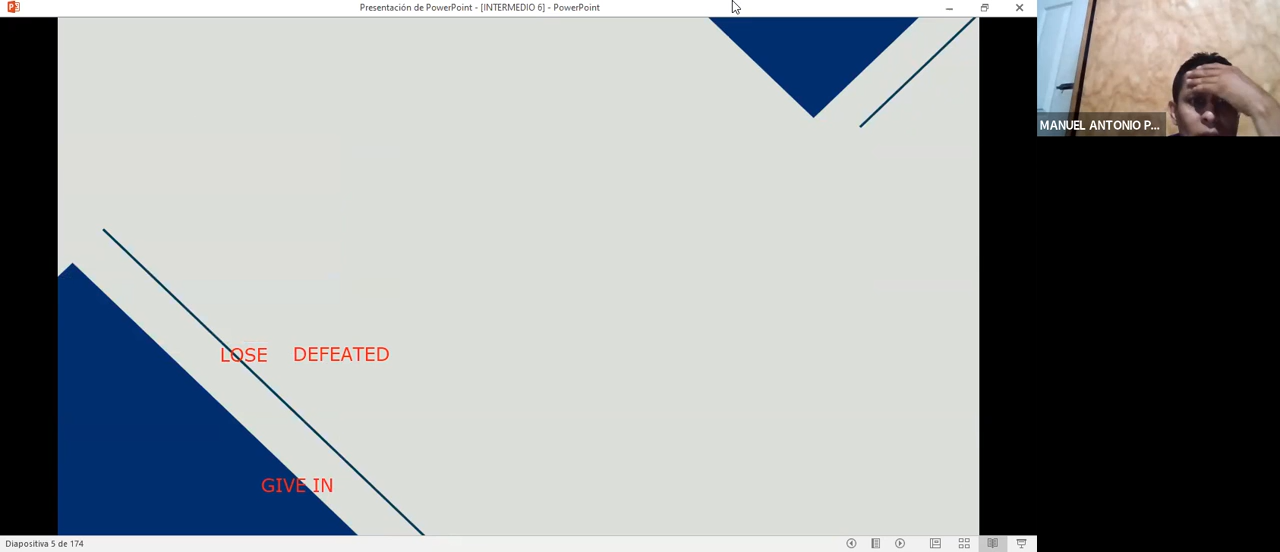 Presentación de PowerPoint - [INTERMEDIO 6] - PowerPoint
MANUEL ANTONIO P...
LOSE DEFEATED
GIVE IN
Diapositiva 5 de 174